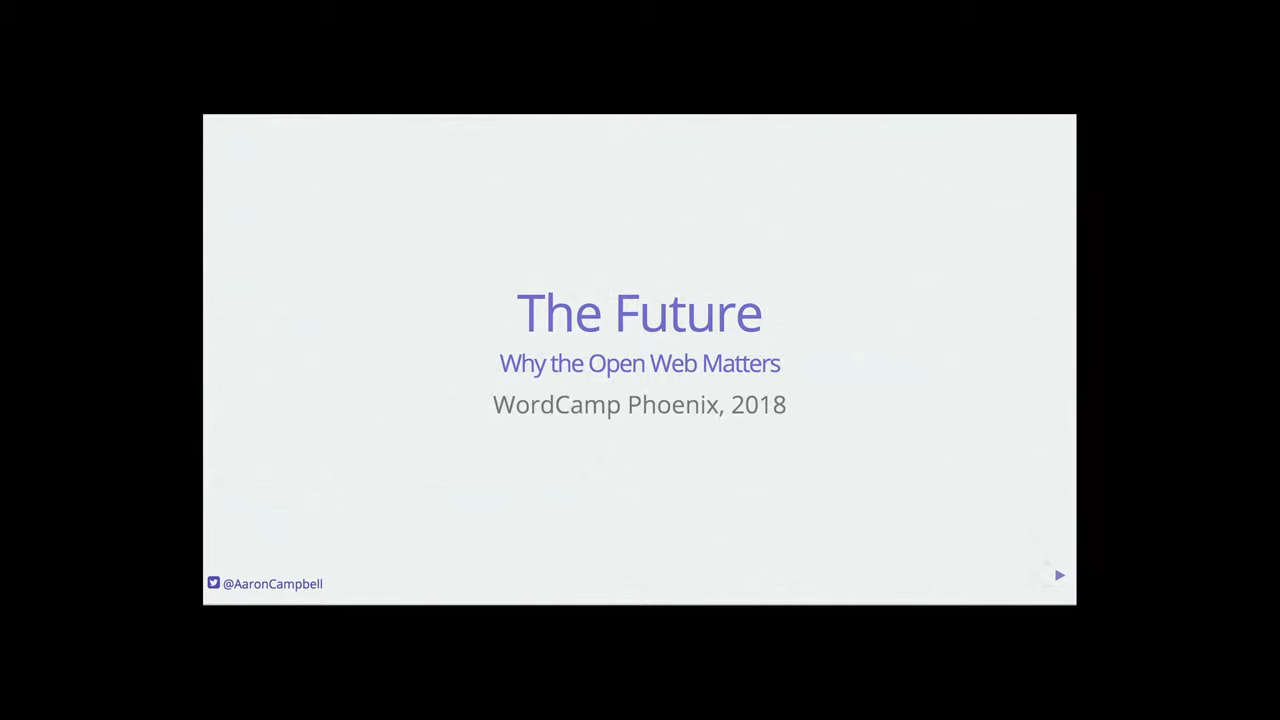 The Future
Why the Open Web Matters
WordCamp Phoenix, 2018
@AaronCampbell